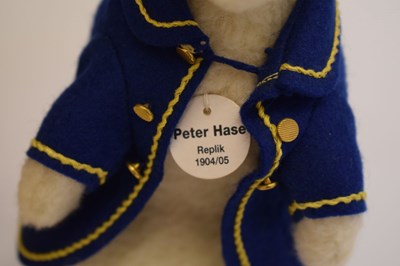 Peter Hase
Replik
1904/05